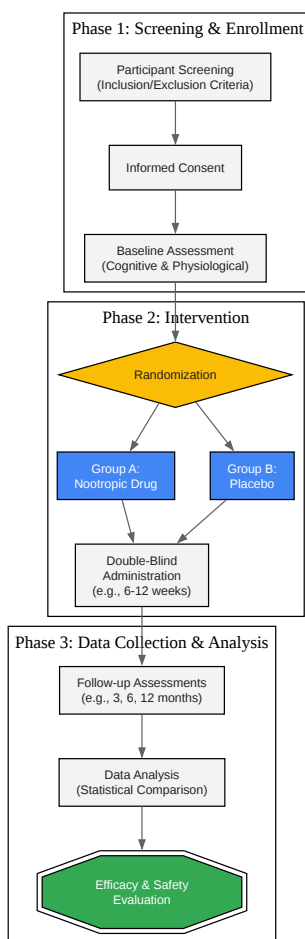 Phase 1: Screening & Enrollment
Participant Screening
(Inclusion/Exclusion Criteria)
Informed Consent
Baseline Assessment
(Cognitive & Physiological)
Phase 2: Intervention
Randomization
Group A:
Nootropic Drug
Group B:
Placebo
Double-Blind
Administration
(e.g., 6-12 weeks)
Phase 3: Data Collection & Analysis
Follow-up Assessments
(e.g., 3, 6, 12 months)
Data Analysis
(Statistical Comparison)
Efficacy & Safety
Evaluation